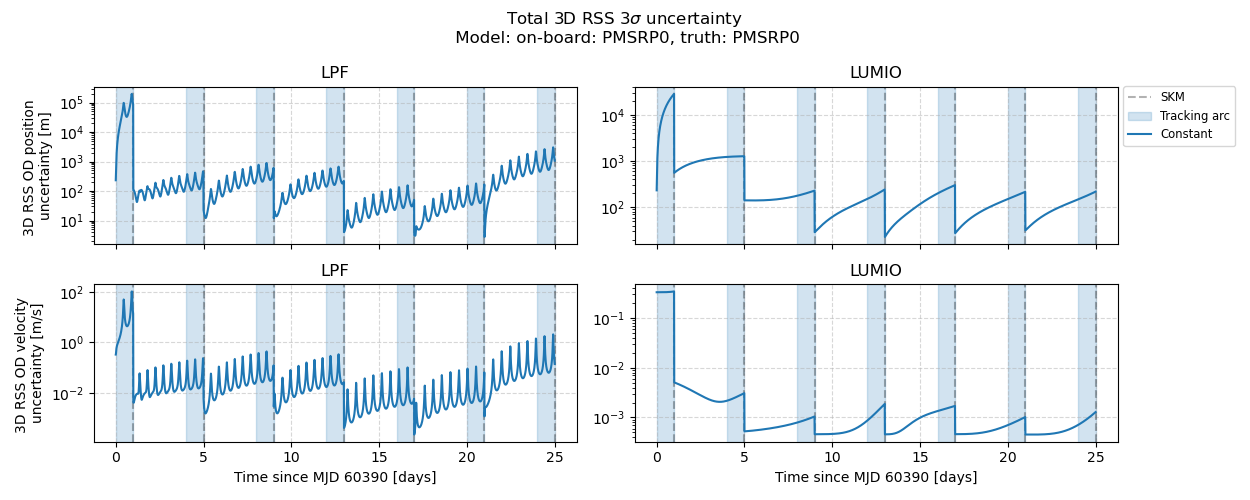 Total 3D RSS 3σ uncertainty
Model: on-board: PMSRP0, truth: PMSRP0
LPF
LUMIO
3D RSS OD position
uncertainty [m]
10^5
10^4
10^3
10^2
10^1
10^4
10^3
10^2
SKM
Tracking arc
Constant
LPF
LUMIO
3D RSS OD velocity
uncertainty [m/s]
10^2
10^0
10^−2
10^−1
10^−2
10^−3
0 5 10 15 20 25
0 5 10 15 20 25
Time since MJD 60390 [days]
Time since MJD 60390 [days]